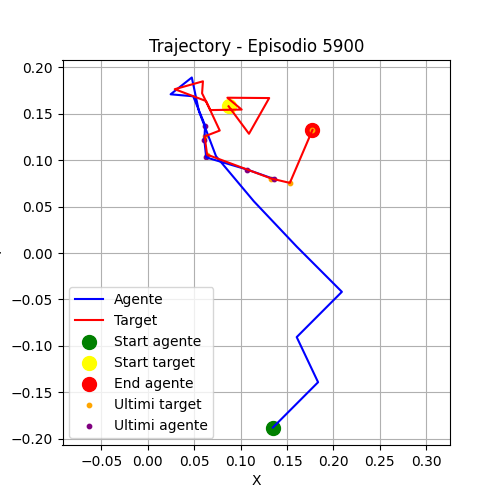 Trajectory - Episodio 5900
0.20
0.15
0.10
0.05
0.00
−0.05
−0.10
−0.15
−0.20
Agente
Target
Start agente
Start target
End agente
Ultimi target
Ultimi agente
−0.05 0.00 0.05 0.10 0.15 0.20 0.25 0.30
X